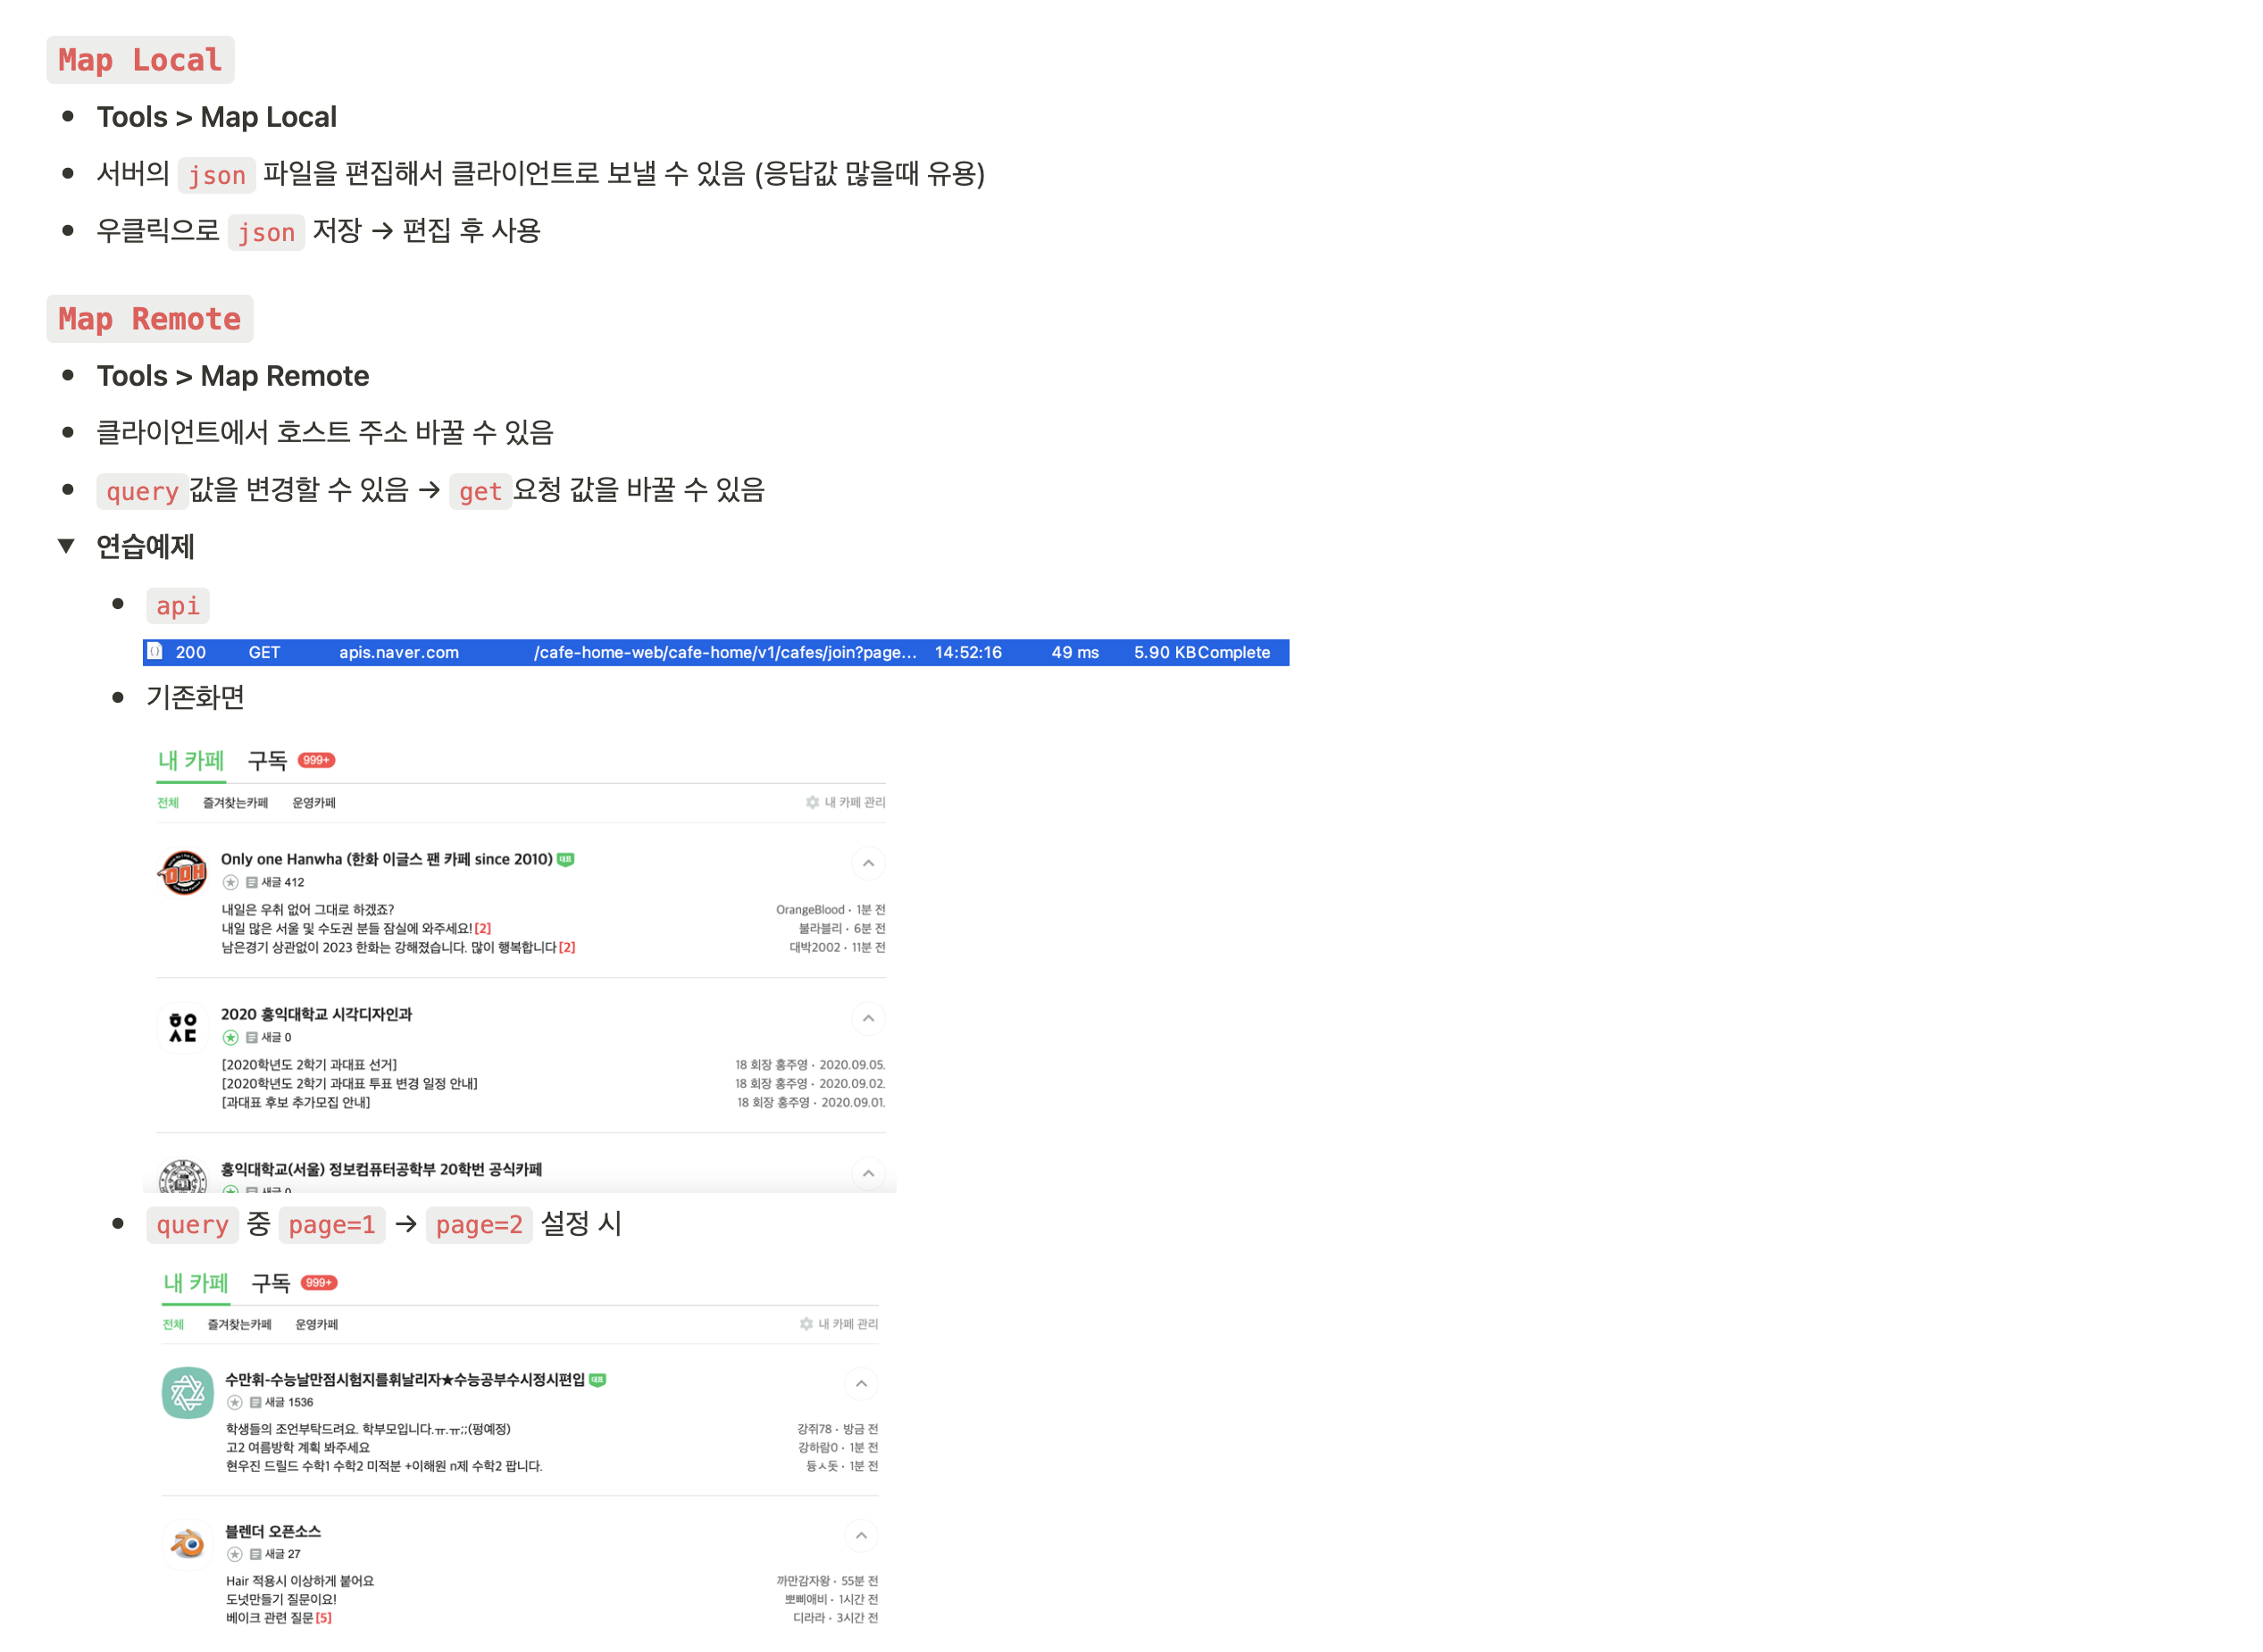 Map Local
Tools > Map Local
서버의 json 파일을 편집해서 클라이언트로 보낼 수 있음 (응답값 많을때 유용)
우클릭으로 json 저장 → 편집 후 사용
Map Remote
Tools > Map Remote
클라이언트에서 호스트 주소 바꿀 수 있음
query값을 변경할 수 있음 → get요청 값을 바꿀 수 있음
연습예제
api
200 GET apis.naver.com /cafe-home-web/cafe-home/v1/cafes/join?page... 14:52:16 49 ms 5.90 KB Complete
기존화면
내 카페 구독 999+
전체 즐겨찾는카페 운영카페 내 카페 관리
Only one Hanwha (한화 이글스 팬 카페 since 2010) 대표
새글 412
내일은 우취 없어 그대로 하겠죠? OrangeBlood · 1분 전
내일 많은 서울 및 수도권 분들 잠실에 와주세요! [2] 불라블리 · 6분 전
남은경기 상관없이 2023 한화는 강해졌습니다. 많이 행복합니다 [2] 대박2002 · 11분 전
2020 홍익대학교 시각디자인과
새글 0
[2020학년도 2학기 과대표 선거] 18 회장 홍주영 · 2020.09.05.
[2020학년도 2학기 과대표 투표 변경 일정 안내] 18 회장 홍주영 · 2020.09.02.
[과대표 후보 추가모집 안내] 18 회장 홍주영 · 2020.09.01.
홍익대학교(서울) 정보컴퓨터공학부 20학번 공식카페
새글 0
query 중 page=1 → page=2 설정 시
내 카페 구독 999+
전체 즐겨찾는카페 운영카페 내 카페 관리
수만휘-수능날만점시험지를휘날리자★수능공부수시정시편입 대표
새글 1536
학생들의 조언부탁드려요. 학부모입니다.ㅠ.ㅠ;;(펑예정) 강쥐78 · 방금 전
고2 여름방학 계획 봐주세요 강하람0 · 1분 전
현우진 드릴드 수학1 수학2 미적분 +이해원 n제 수학2 팝니다. 1분 전
블렌더 오픈소스
새글 27
Hair 적용시 이상하게 붙어요 까만감자왕 · 55분 전
도넛만들기 질문이요! 뽀삐애비 · 1시간 전
베이크 관련 질문 [5] 디라라 · 3시간 전